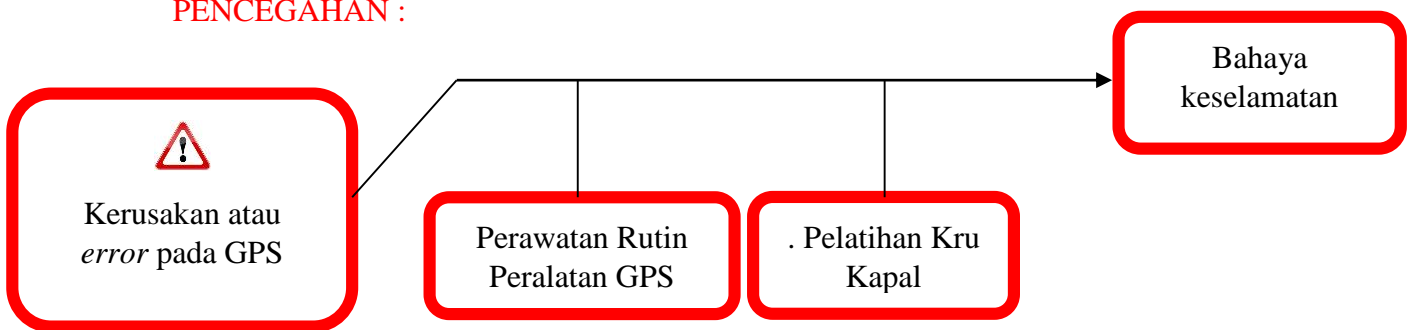 PENCEGAHAN :
Bahaya
keselamatan
Kerusakan atau
error pada GPS
Perawatan Rutin
Peralatan GPS
. Pelatihan Kru
Kapal